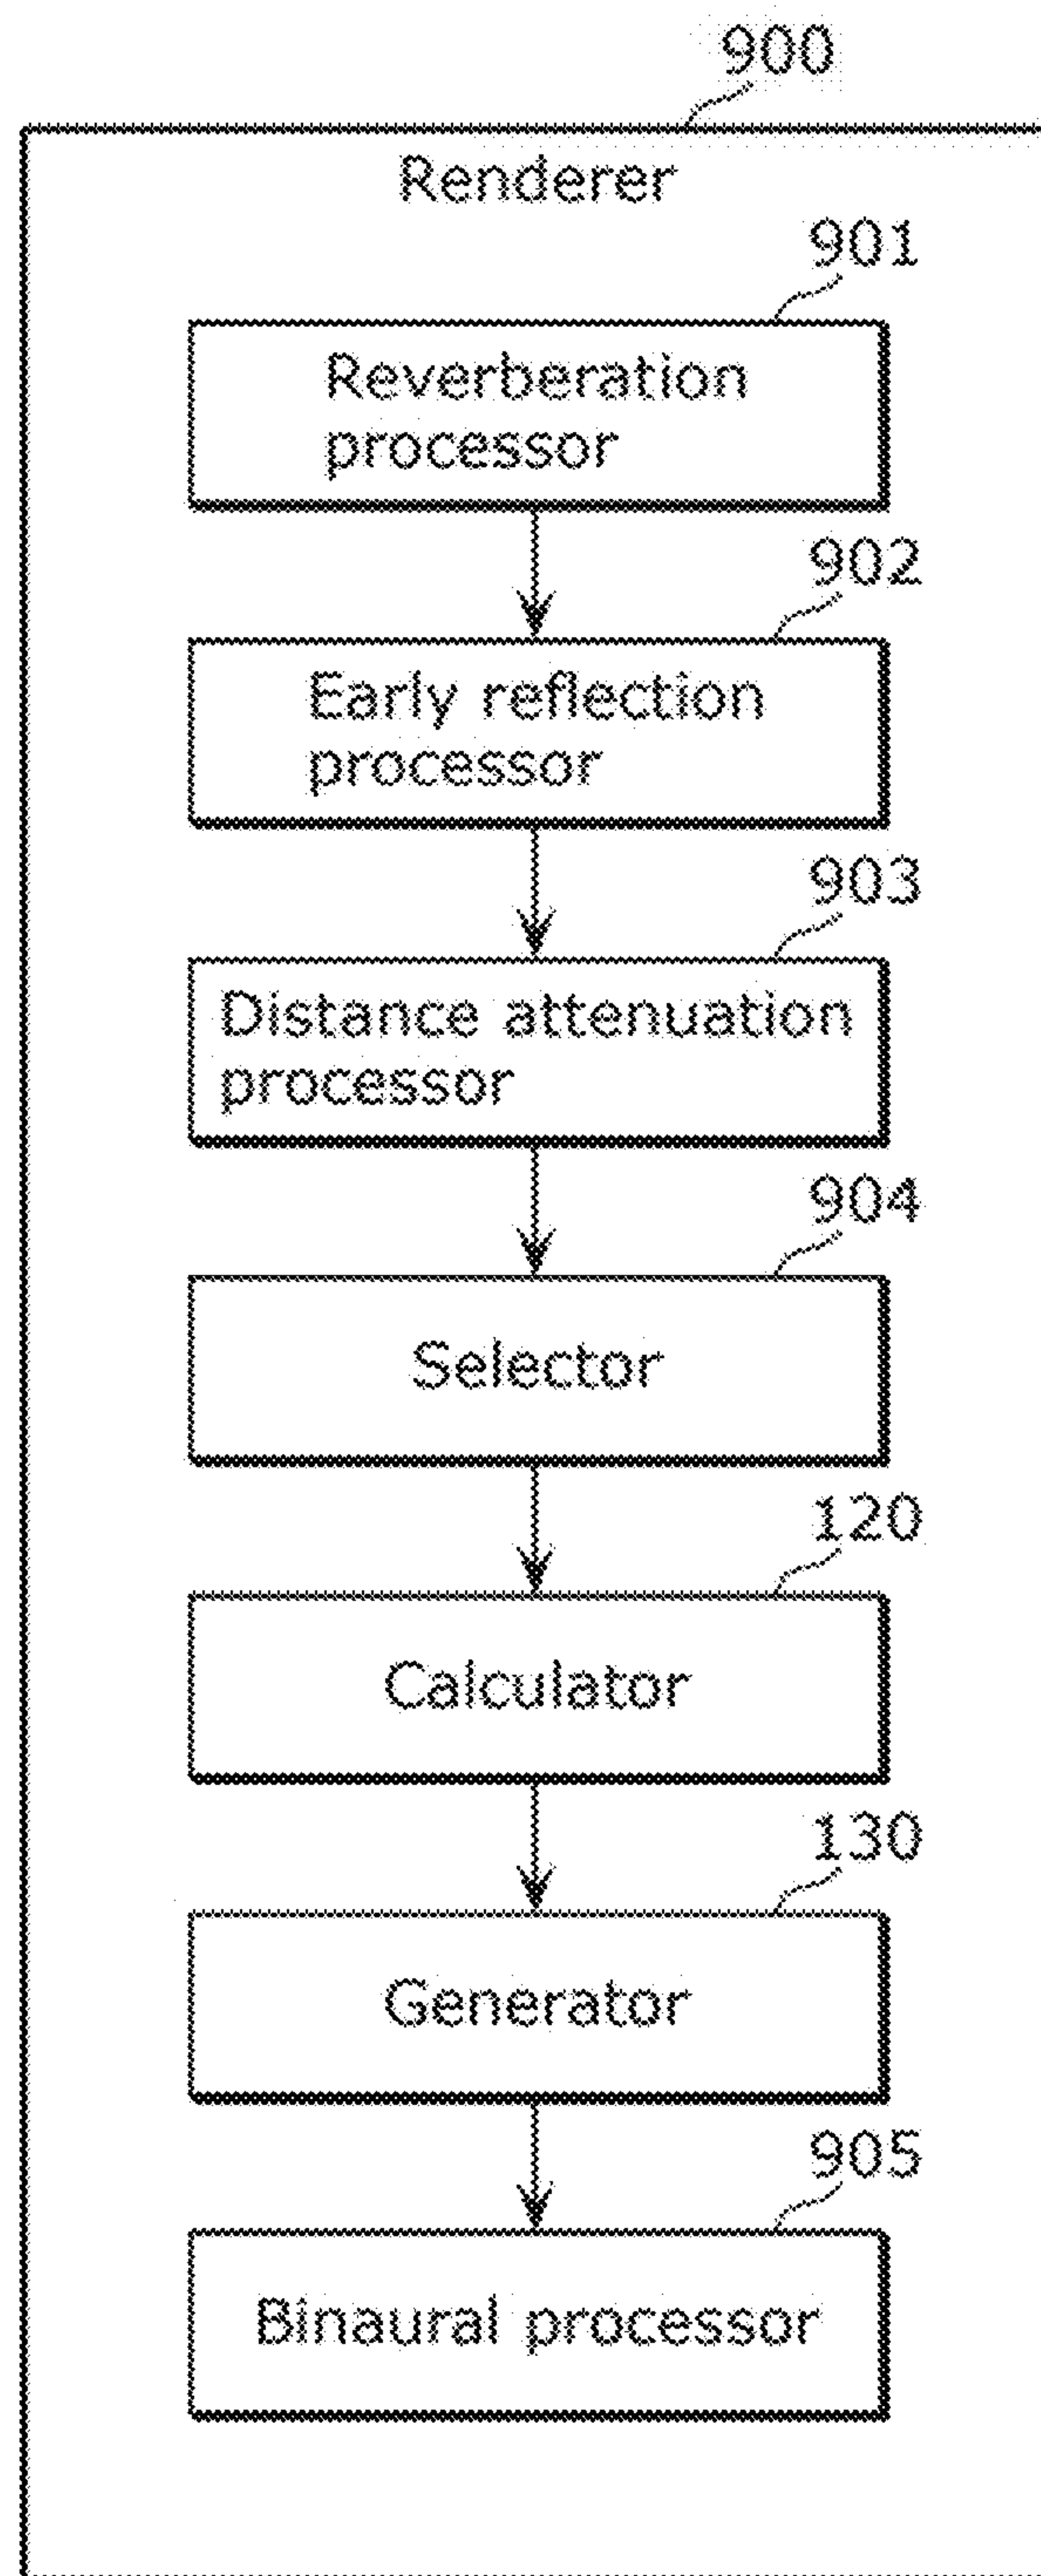 900
Renderer
901
Reverberation
processor
902
Early reflection
processor
903
Distance attenuation
processor
904
Selector
120
Calculator
130
Generator
905
Binaural processor